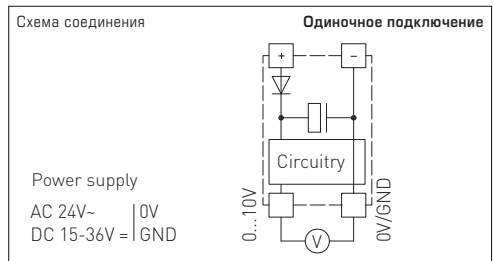 Схема соединения
Одиночное подключение
+ −
Circuitry
Power supply
AC 24V~ 0V
DC 15-36V = GND
0...10V
0V/GND
V